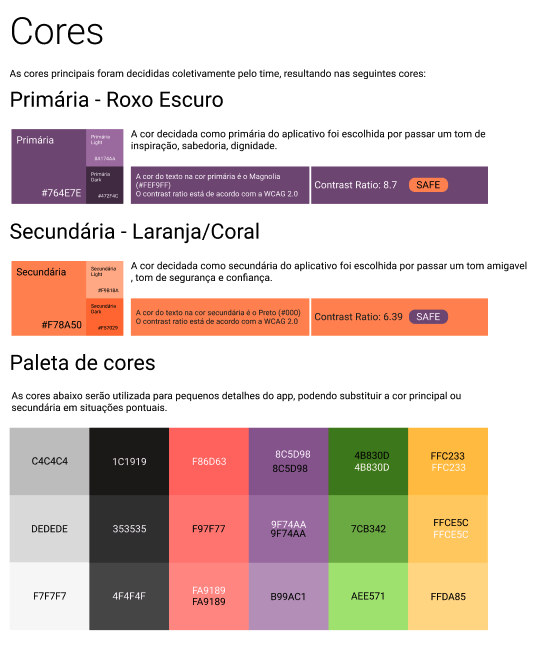 Cores
As cores principais foram decididas coletivamente pelo time, resultando nas seguintes cores:
Primária - Roxo Escuro
Primária
Primária
Light
#764E7E
Primária
Dark
#472F4C
A cor decidada como primária do aplicativo foi escolhida por passar um tom de
inspiração, sabedoria, dignidade.
A cor do texto na cor primária é o Magnolia
(#FEF9FF)
O contrast ratio está de acordo com a WCAG 2.0
Contrast Ratio: 8.7
SAFE
Secundária - Laranja/Coral
Secundária
Secundária
Light
#F78A50
Secundária
Dark
A cor decidada como secundária do aplicativo foi escolhida por passar um tom amigavel
, tom de segurança e confiança.
A cor do texto na cor secundária é o Preto (#000)
O contrast ratio está de acordo com a WCAG 2.0
Contrast Ratio: 6.39
SAFE
Paleta de cores
As cores abaixo serão utilizada para pequenos detalhes do app, podendo substituir a cor principal ou
secundária em situações pontuais.
C4C4C4
1C1919
F86D63
8C5D98
8C5D98
4B830D
4B830D
FFC233
FFC233
DEDEDE
353535
F97F77
9F74AA
9F74AA
7CB342
FFCE5C
FFCE5C
F7F7F7
4F4F4F
FA9189
FA9189
B99AC1
AEE571
FFDA85